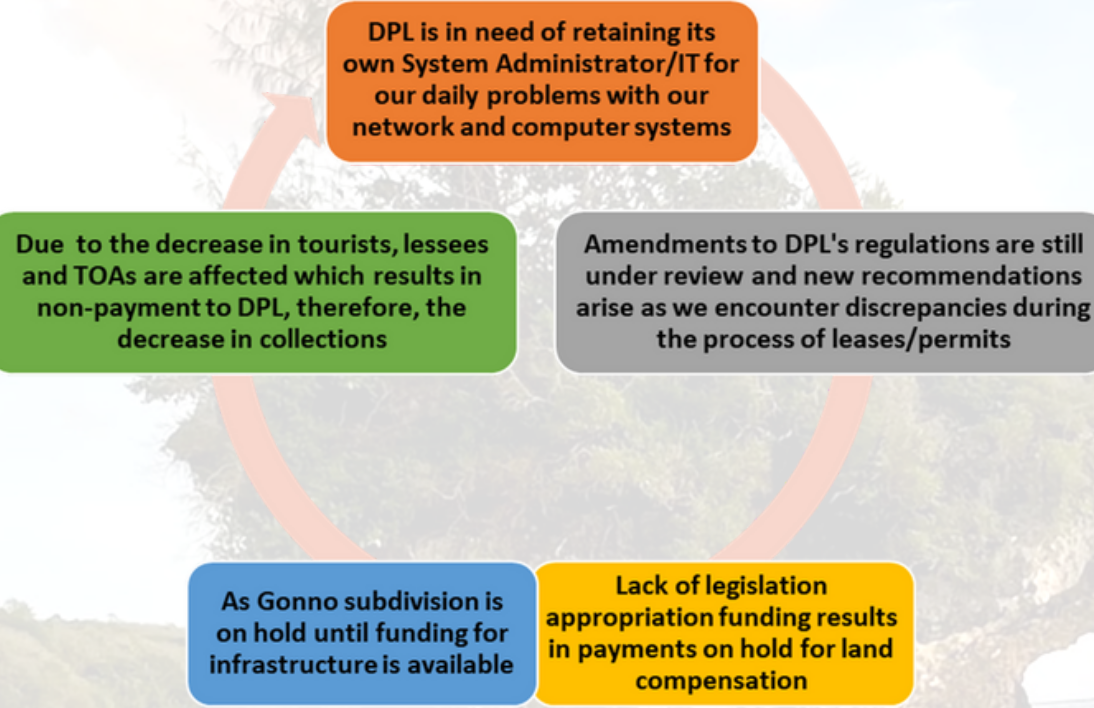 DPL is in need of retaining its
own System Administrator/IT for
our daily problems with our
network and computer systems
Due to the decrease in tourists, lessees
and TOAs are affected which results in
non-payment to DPL, therefore, the
decrease in collections
Amendments to DPL's regulations are still
under review and new recommendations
arise as we encounter discrepancies during
the process of leases/permits
As Gonno subdivision is
on hold until funding for
infrastructure is available
Lack of legislation
appropriation funding results
in payments on hold for land
compensation